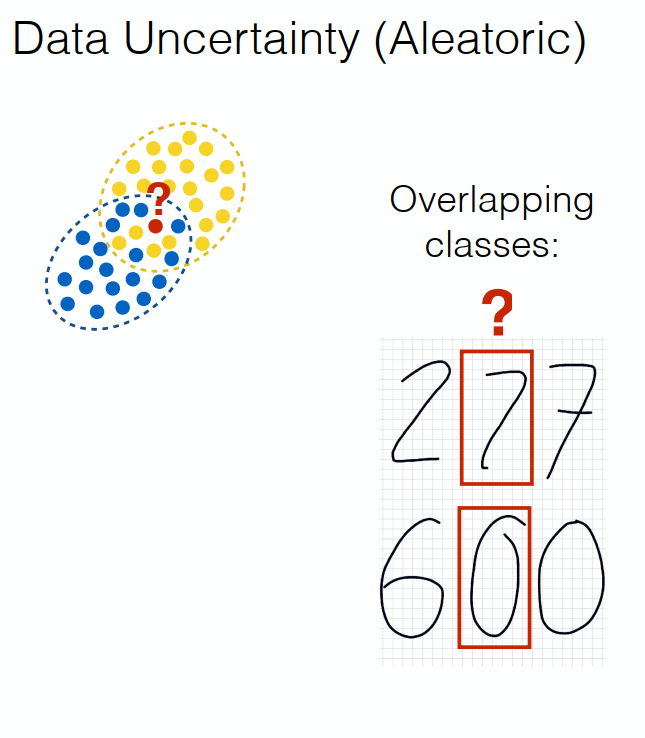 Data Uncertainty (Aleatoric)
?
Overlapping
classes:
?
2 7
6 0